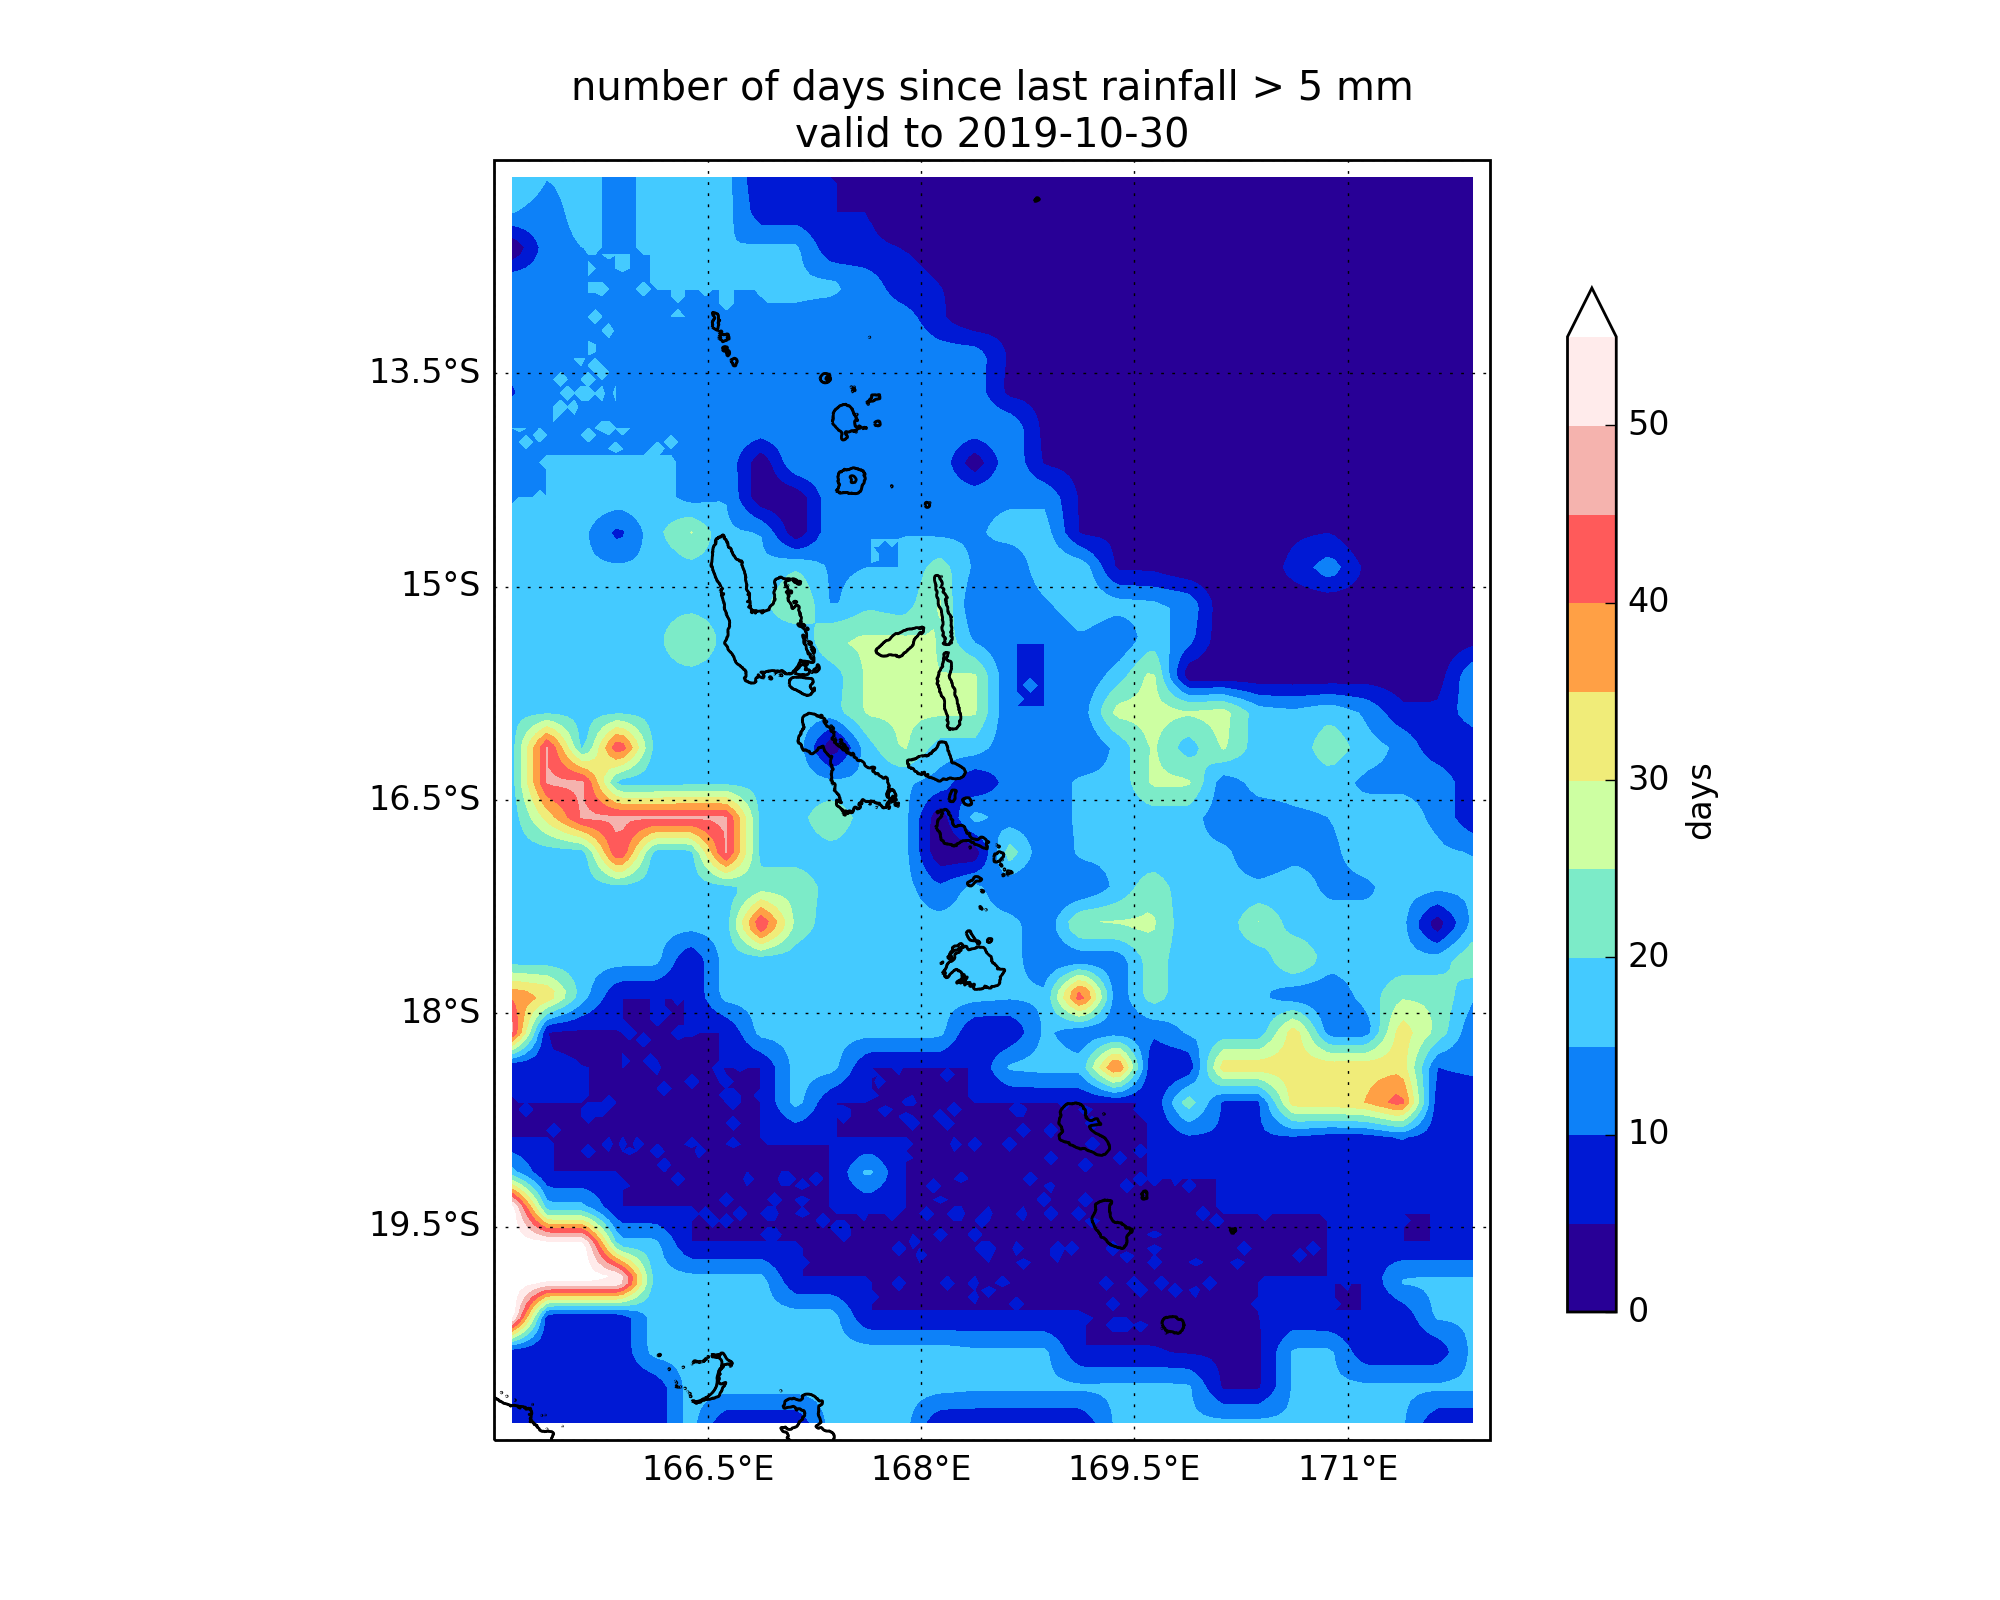 number of days since last rainfall > 5 mm
valid to 2019-10-30
13.5°S
15°S
16.5°S
18°S
19.5°S
166.5°E
168°E
169.5°E
171°E
50
40
30
20
10
0
days